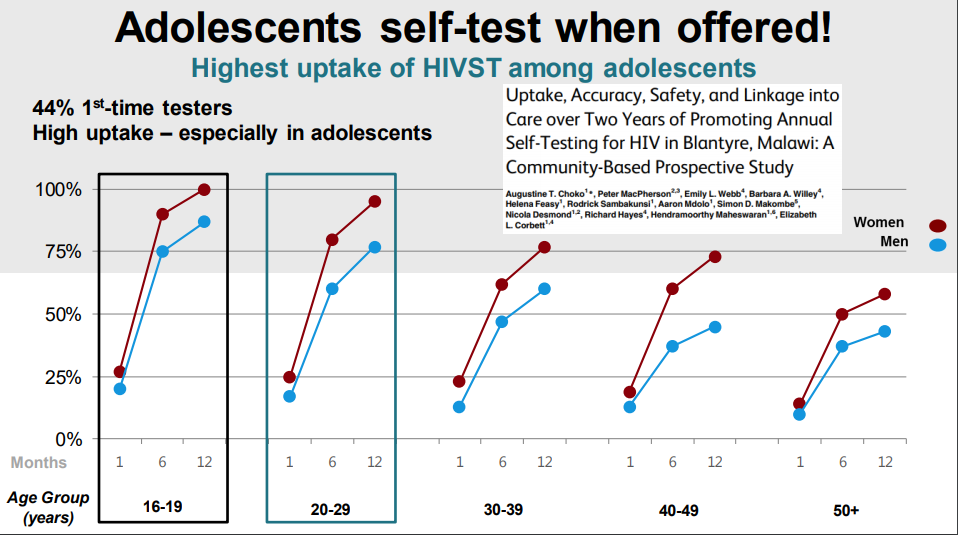 Adolescents self-test when offered!
Highest uptake of HIVST among adolescents
44% 1st-time testers
High uptake – especially in adolescents
Uptake, Accuracy, Safety, and Linkage into
Care over Two Years of Promoting Annual
Self-Testing for HIV in Blantyre, Malawi: A
Community-Based Prospective Study
Augustine T. Choko1*, Peter MacPherson2,3, Emily L. Webb4, Barbara A. Willey4,
Helena Feasy1, Rodrick Sambakunsi1, Aaron Mdolo1, Simon D. Makombe5,
Nicola Desmond1,2, Richard Hayes4, Hendramoorthy Maheswaran1,6, Elizabeth
L. Corbett1,4
Women
Men
100%
75%
50%
25%
0%
Months 1 6 12 1 6 12 1 6 12 1 6 12 1 6 12
Age Group
(years)
16-19 20-29 30-39 40-49 50+